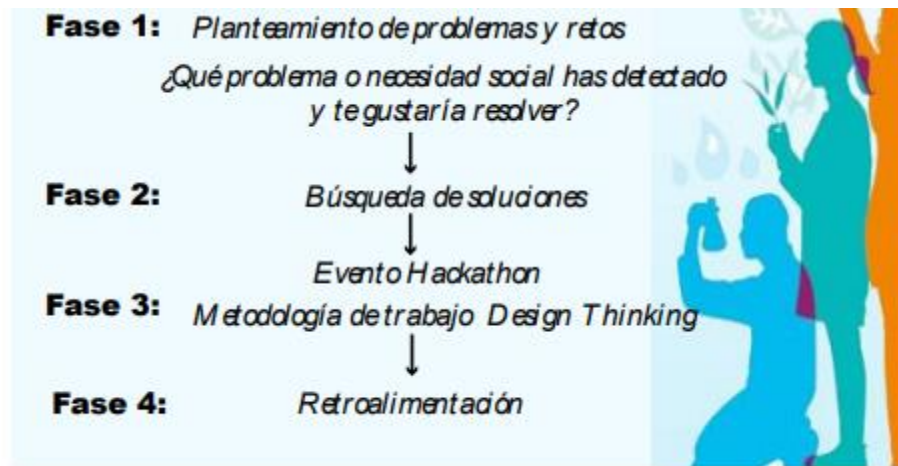 Fase 1: Planteamiento de problemas y retos
¿Qué problema o necesidad social has detectado
y te gustaría resolver?
Fase 2: Búsqueda de soluciones
Evento Hackathon
Fase 3: Metodología de trabajo Design Thinking
Fase 4: Retroalimentación